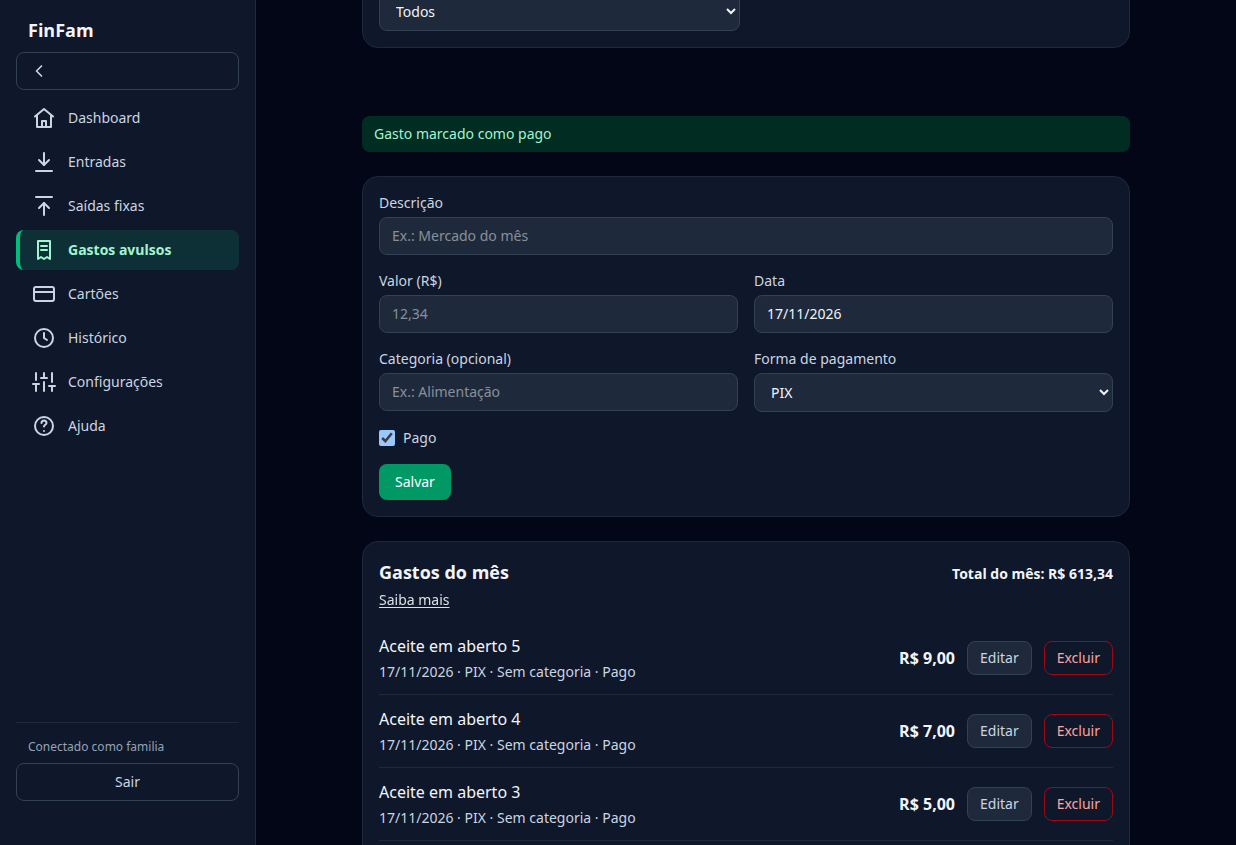 FinFam
Dashboard
Entradas
Saídas fixas
Gastos avulsos
Cartões
Histórico
Configurações
Ajuda
Conectado como familia
Sair
Todos
Gasto marcado como pago
Descrição
Ex.: Mercado do mês
Valor (R$) Data
12,34 17/11/2026
Categoria (opcional) Forma de pagamento
Ex.: Alimentação PIX
Pago
Salvar
Gastos do mês Total do mês: R$ 613,34
Saiba mais
Aceite em aberto 5
17/11/2026 · PIX · Sem categoria · Pago
R$ 9,00 Editar Excluir
Aceite em aberto 4
17/11/2026 · PIX · Sem categoria · Pago
R$ 7,00 Editar Excluir
Aceite em aberto 3
17/11/2026 · PIX · Sem categoria · Pago
R$ 5,00 Editar Excluir